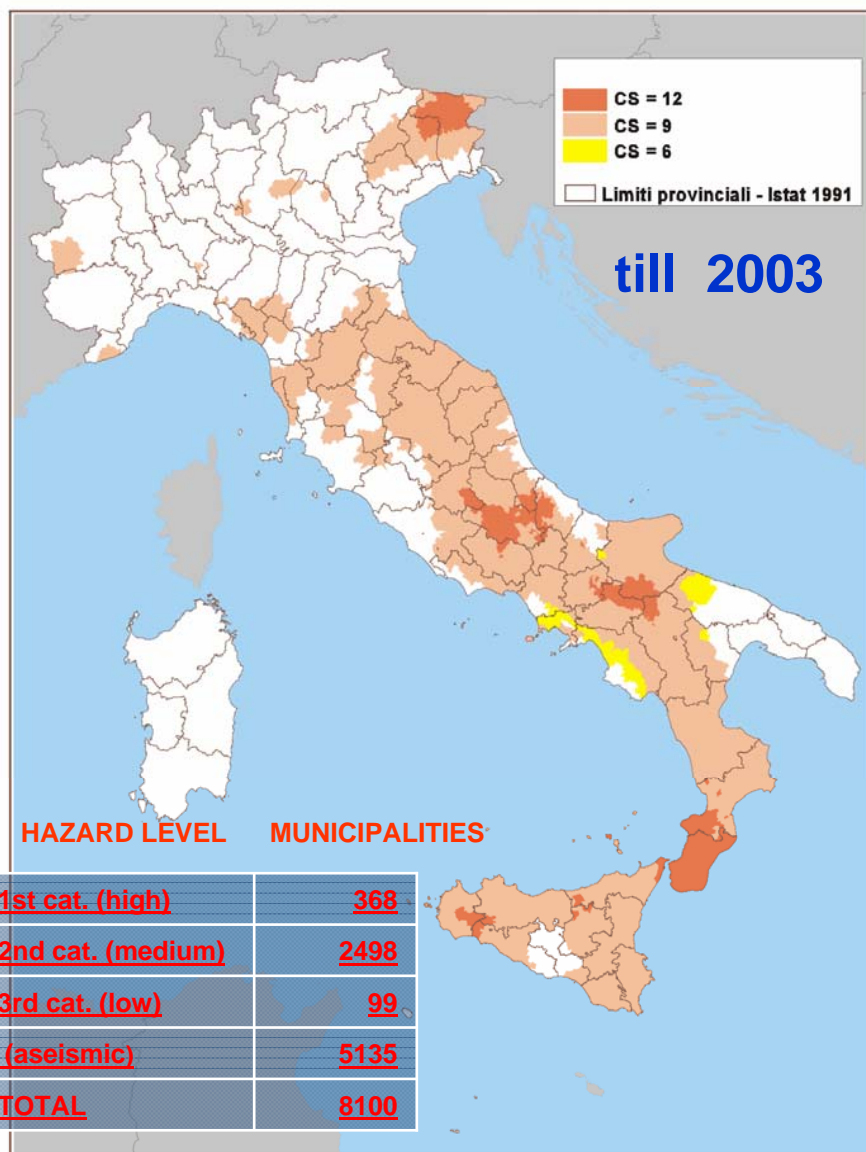 CS = 12
CS = 9
CS = 6
Limiti provinciali - Istat 1991
till 2003
HAZARD LEVEL MUNICIPALITIES
1st cat. (high) 368
2nd cat. (medium) 2498
3rd cat. (low) 99
(aseismic) 5135
TOTAL 8100